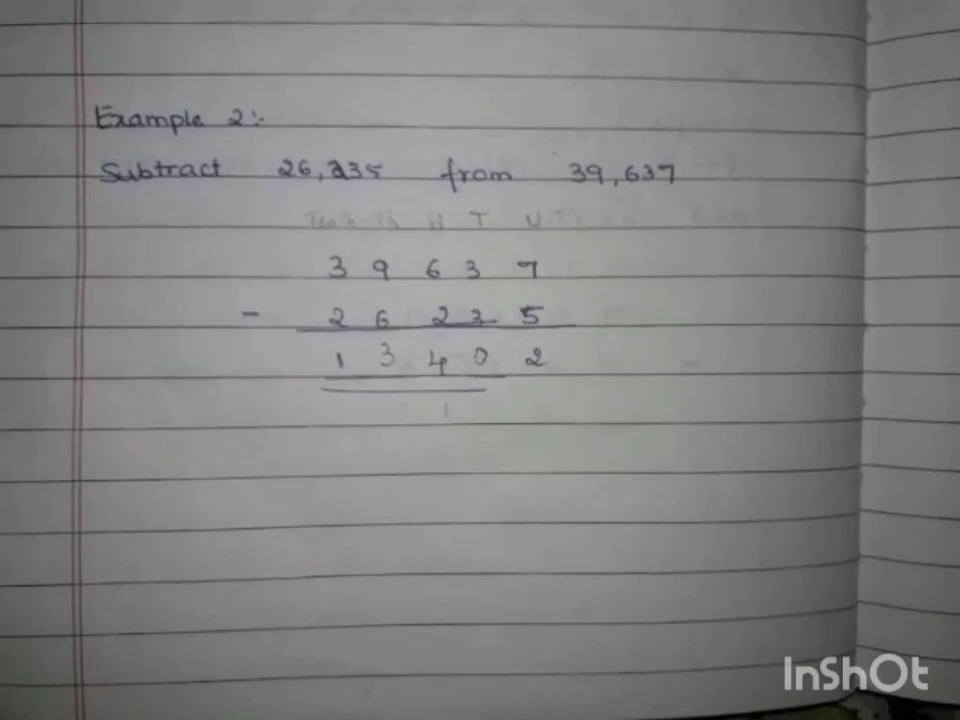 Example 2:-
Subtract 26,235 from 39,637
Th H T U
3 9 6 3 7
- 2 6 2 3 5
1 3 4 0 2
InShOt